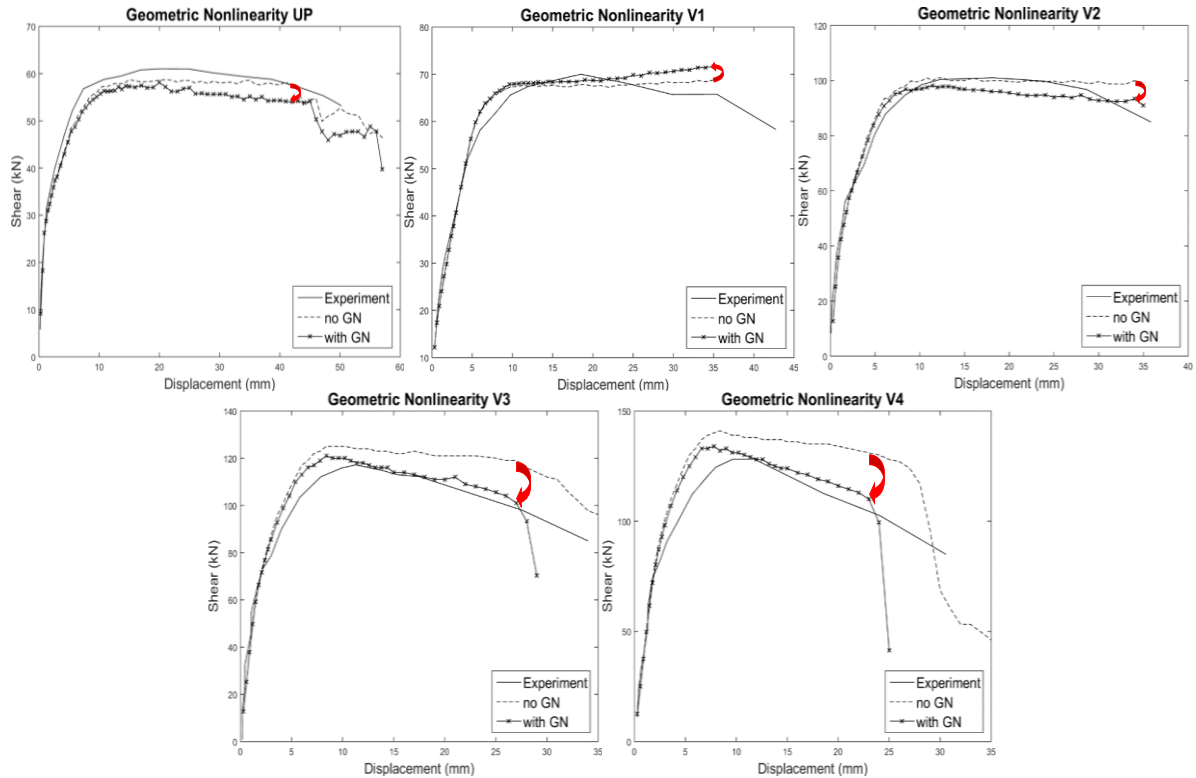 Geometric Nonlinearity UP
70
60
50
40
30
20
10
0
Shear (kN)
0 10 20 30 40 50 60
Displacement (mm)
Experiment
no GN
with GN
Geometric Nonlinearity V1
80
70
60
50
40
30
20
10
Shear (kN)
0 5 10 15 20 25 30 35 40 45
Displacement (mm)
Experiment
no GN
with GN
Geometric Nonlinearity V2
120
100
80
60
40
20
0
Shear (kN)
0 5 10 15 20 25 30 35 40
Displacement (mm)
Experiment
no GN
with GN
Geometric Nonlinearity V3
140
120
100
80
60
40
20
0
Shear (kN)
0 5 10 15 20 25 30 35
Displacement (mm)
Experiment
no GN
with GN
Geometric Nonlinearity V4
150
100
50
0
Shear (kN)
0 5 10 15 20 25 30 35
Displacement (mm)
Experiment
no GN
with GN